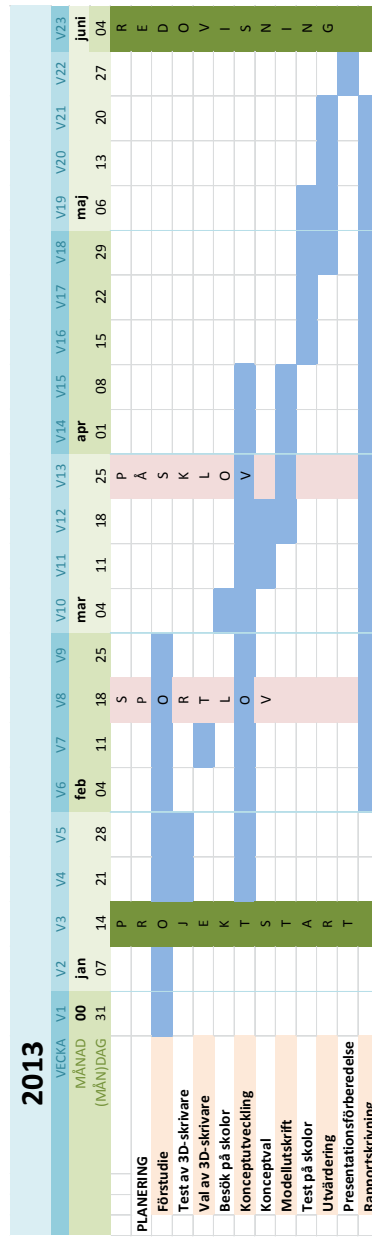 2013
VECKA V1 V2 V3 V4 V5 V6 V7 V8 V9 V10 V11 V12 V13 V14 V15 V16 V17 V18 V19 V20 V21 V22 V23
MÅNAD 00 jan feb mar apr maj juni
(MÅN)DAG 31 07 14 21 28 04 11 18 25 04 11 18 25 01 08 15 22 29 06 13 20 27 04
P S P R
PLANERING R P Å E
Förstudie O O S D
Test av 3D-skrivare J R K O
Val av 3D-skrivare E T L V
Besök på skolor K L O I
Konceptutveckling T O V S
Konceptval S V N
Modellutskrift T I
Test på skolor A N
Utvärdering R G
Presentationsförberedelse T
Rapportskrivning